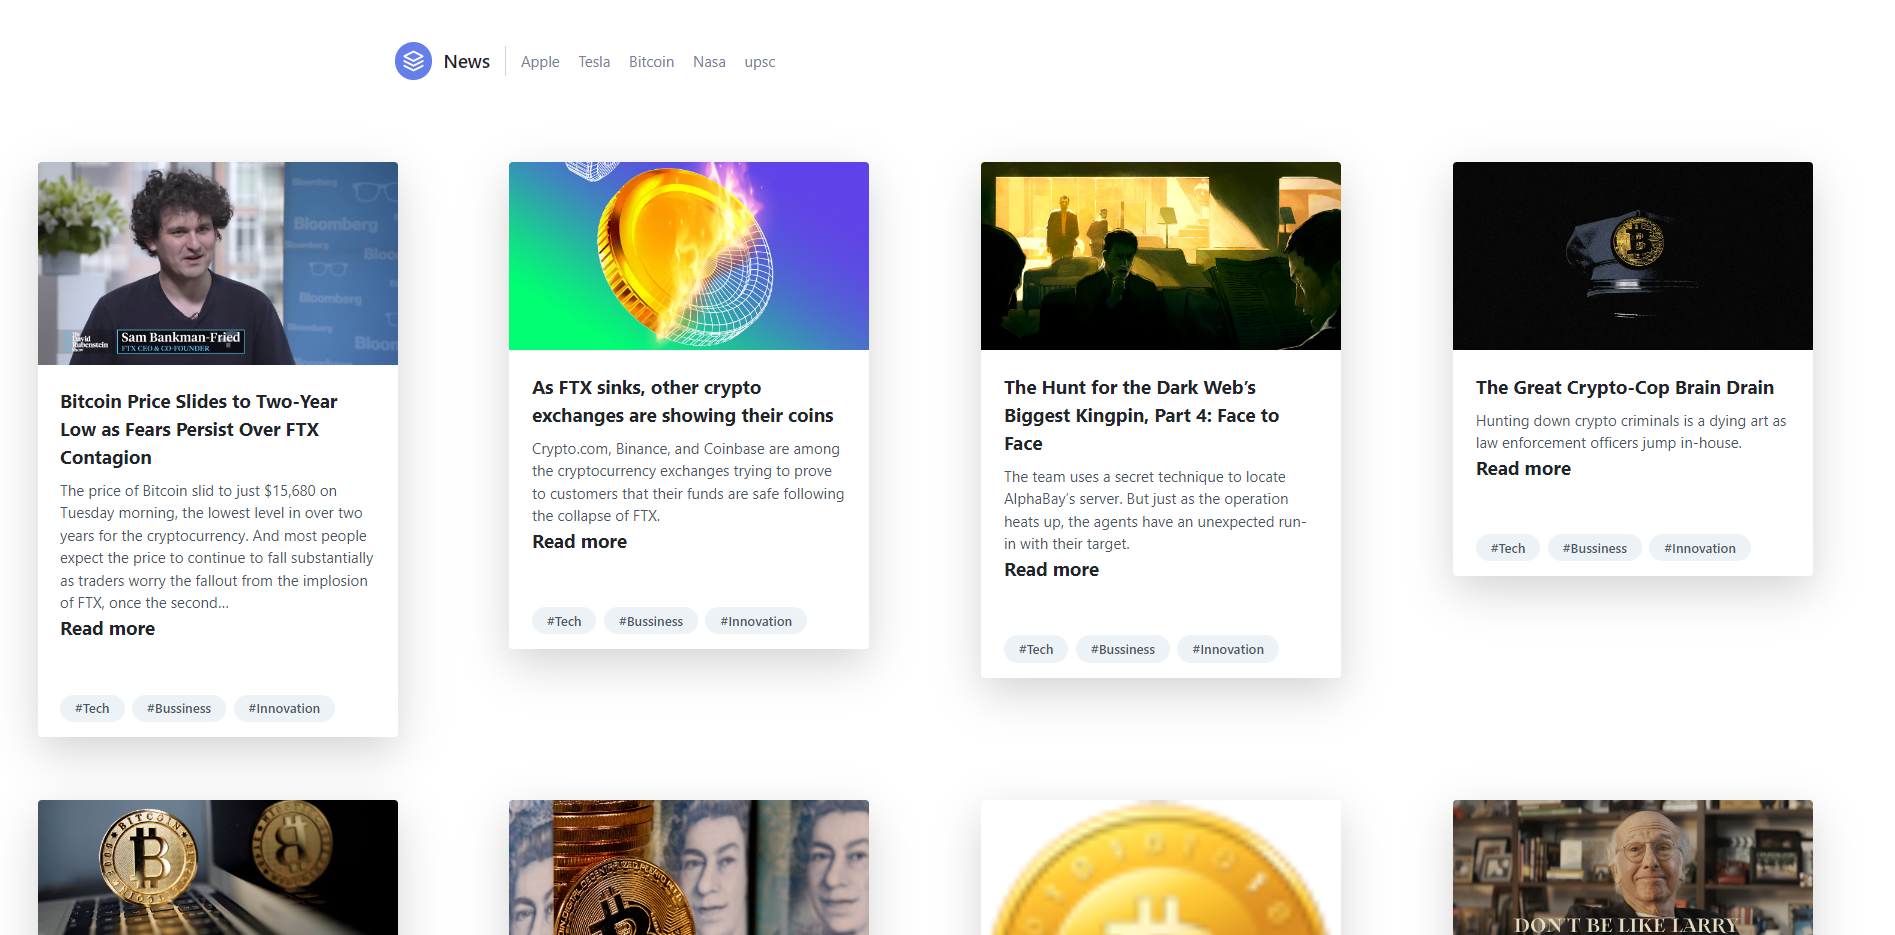 News
Apple
Tesla
Bitcoin
Nasa
upsc
Bloomberg
Bloomberg
Bloomberg
David
Rubenstein
Sam Bankman-Fried
FTX CEO & CO-FOUNDER
Bitcoin Price Slides to Two-Year
Low as Fears Persist Over FTX
Contagion
The price of Bitcoin slid to just $15,680 on
Tuesday morning, the lowest level in over two
years for the cryptocurrency. And most people
expect the price to continue to fall substantially
as traders worry the fallout from the implosion
of FTX, once the second…
Read more
#Tech
#Bussiness
#Innovation
As FTX sinks, other crypto
exchanges are showing their coins
Crypto.com, Binance, and Coinbase are among
the cryptocurrency exchanges trying to prove
to customers that their funds are safe following
the collapse of FTX.
Read more
#Tech
#Bussiness
#Innovation
The Hunt for the Dark Web’s
Biggest Kingpin, Part 4: Face to
Face
The team uses a secret technique to locate
AlphaBay’s server. But just as the operation
heats up, the agents have an unexpected run-
in with their target.
Read more
#Tech
#Bussiness
#Innovation
The Great Crypto-Cop Brain Drain
Hunting down crypto criminals is a dying art as
law enforcement officers jump in-house.
Read more
#Tech
#Bussiness
#Innovation
BITCOIN
DON'T BE LIKE LARRY